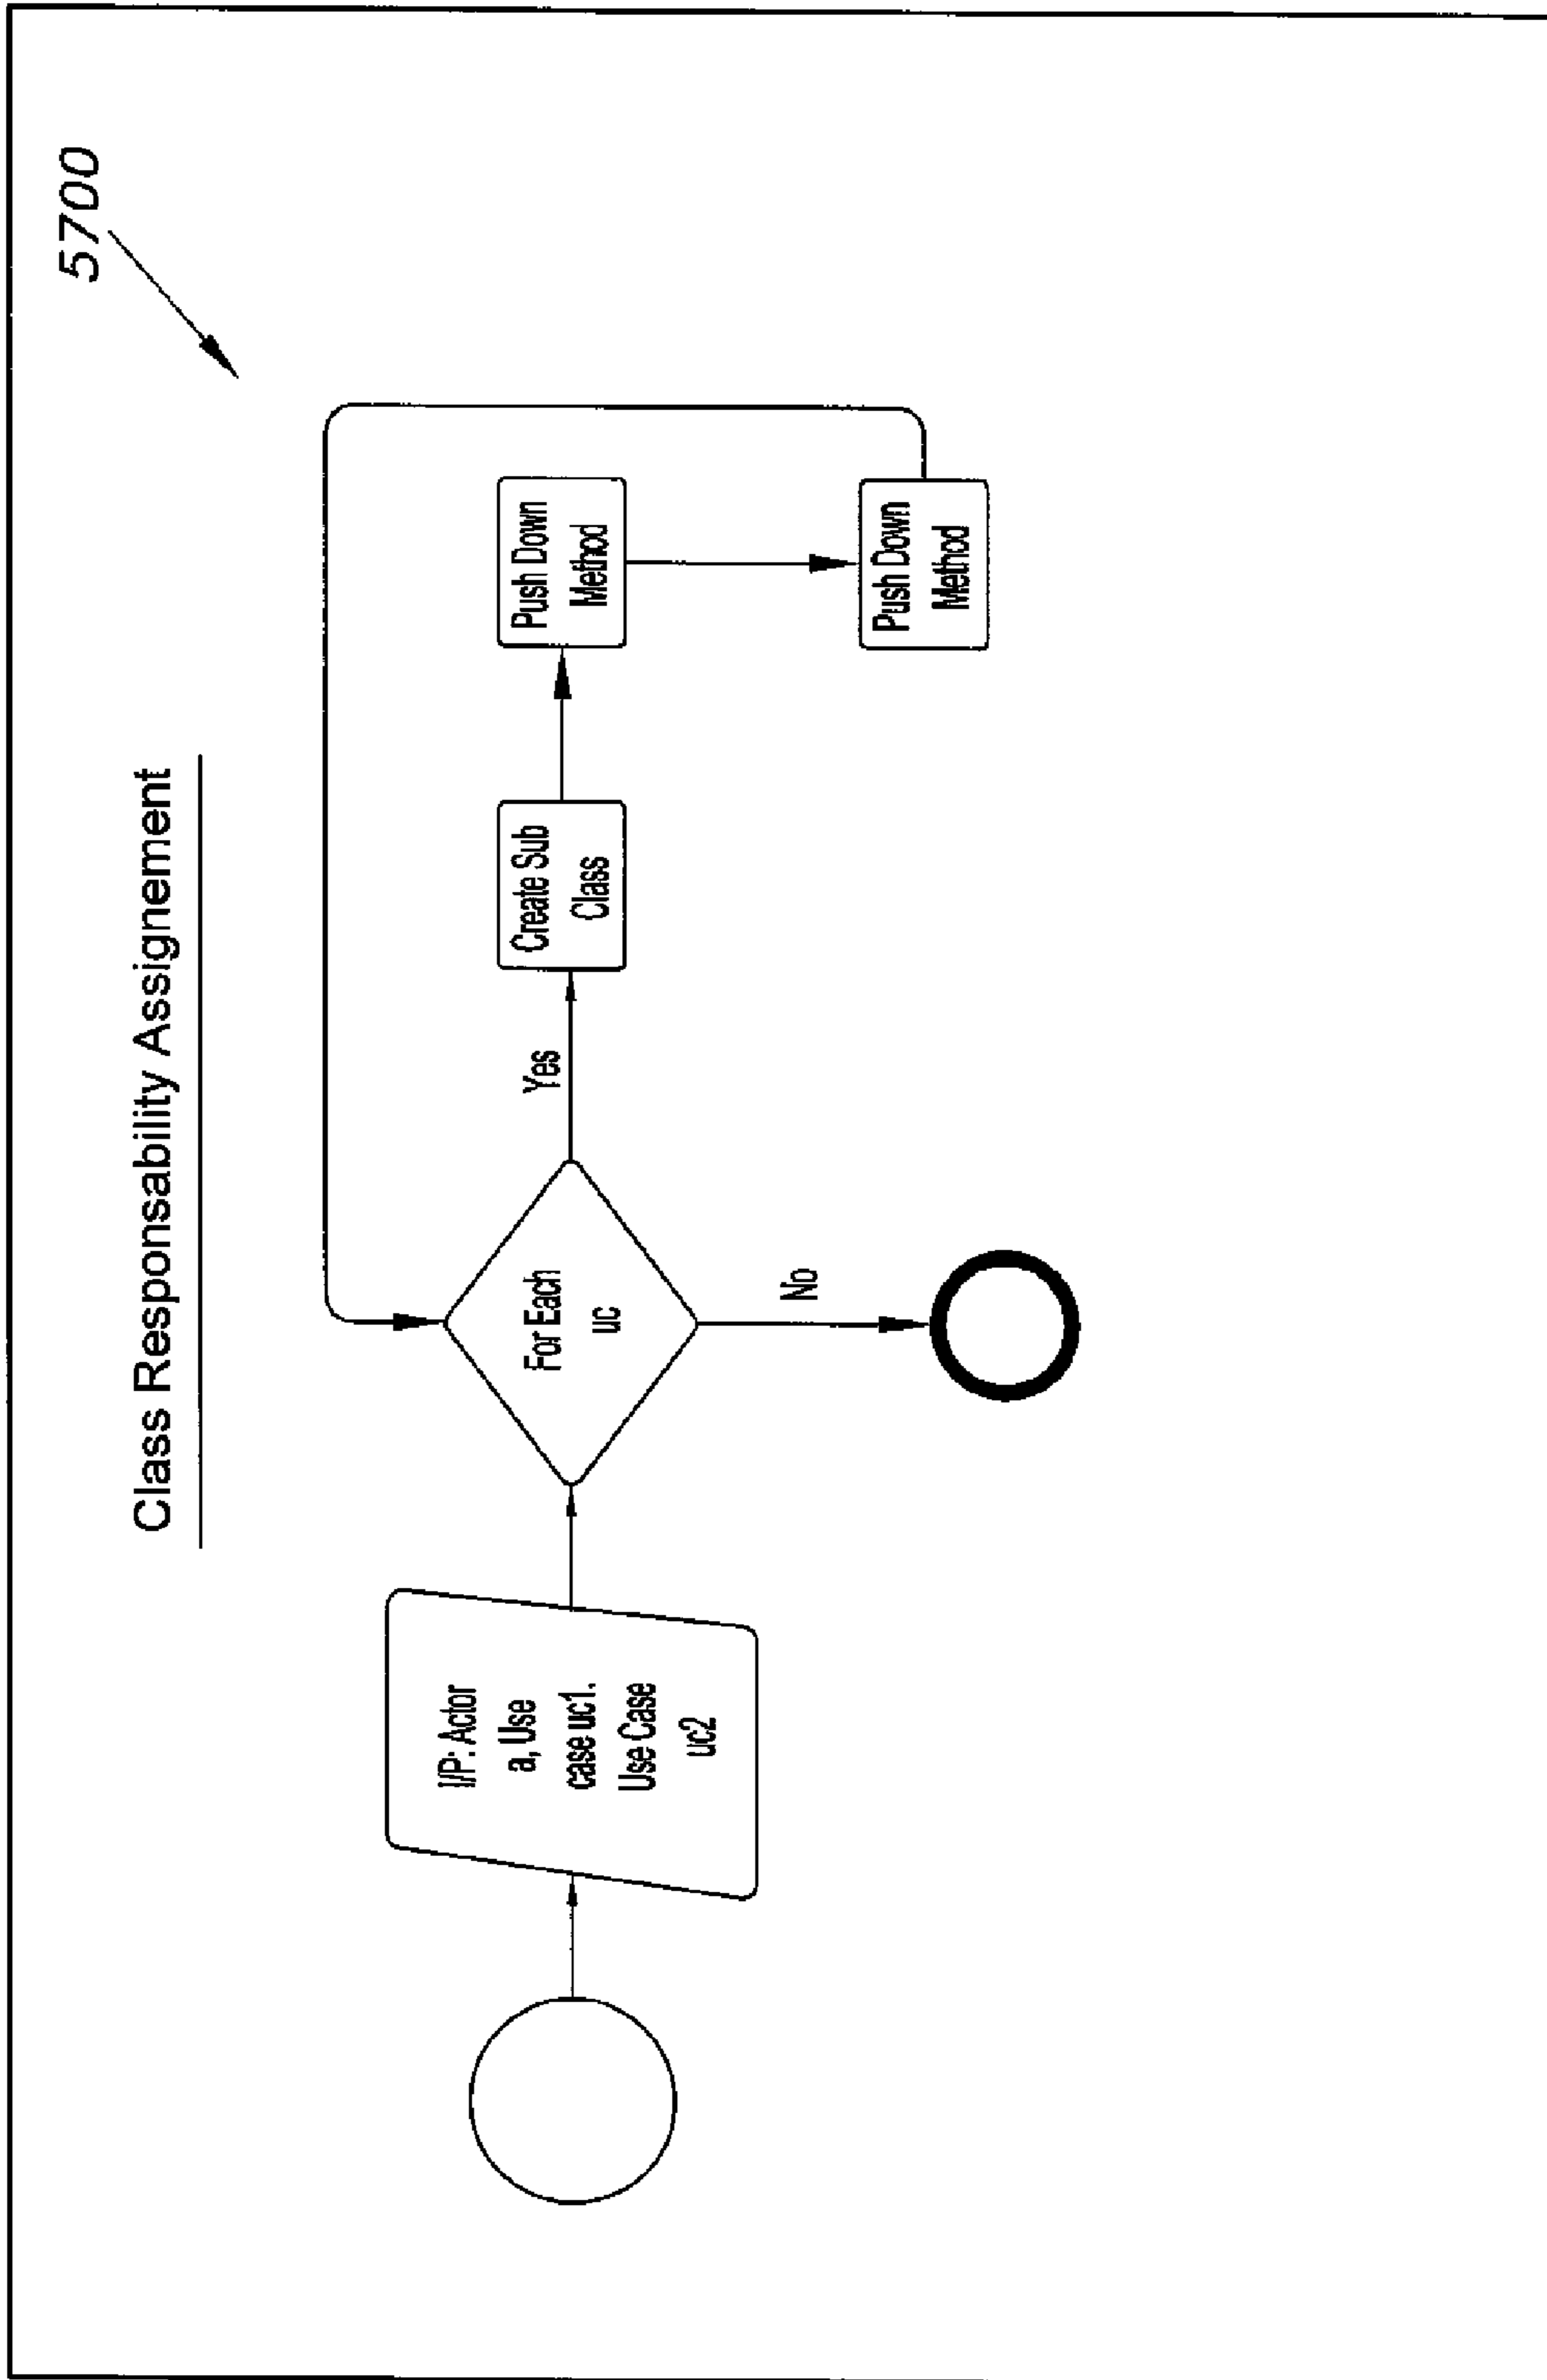 5700
Class Responsability Assignement
I/P: Actor
a, Use
case uc1.
Use Case
uc2
For Each
uc
Yes
No
Create Sub
Class
Push Down
Method
Push Down
Method